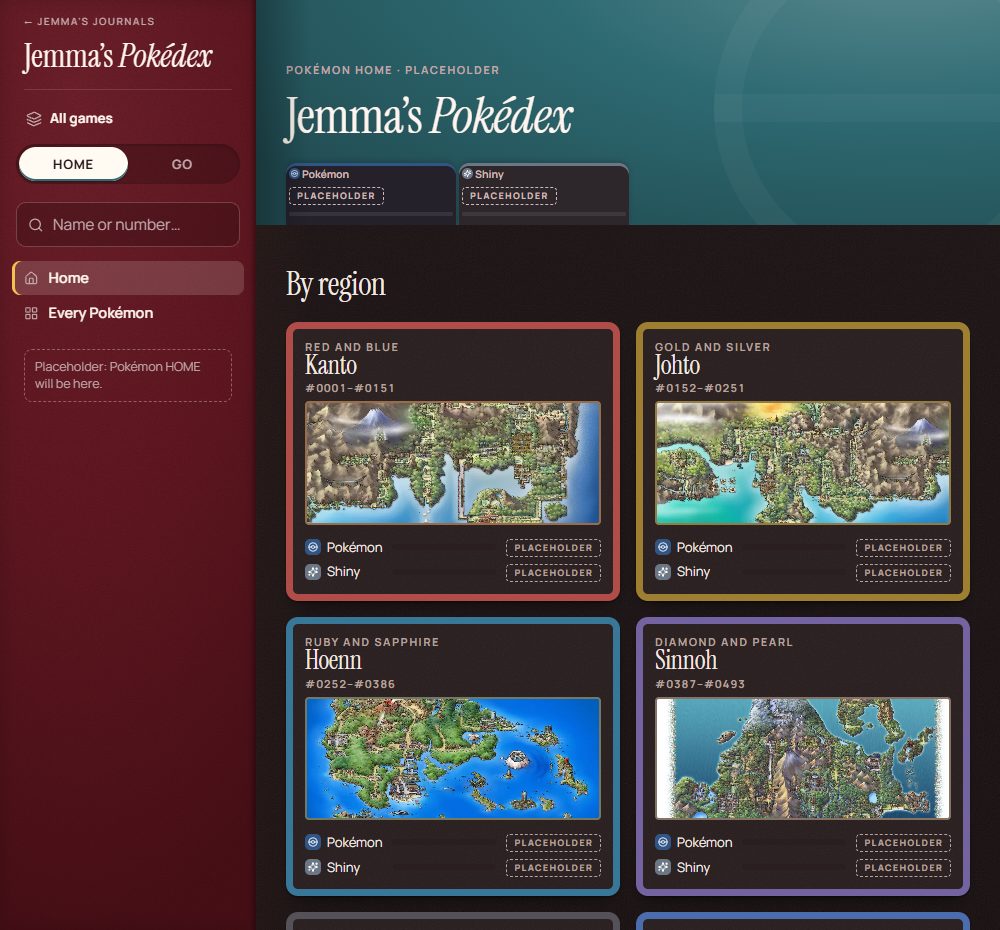 ← JEMMA'S JOURNALS
Jemma's Pokédex
All games
HOME
GO
Name or number...
Home
Every Pokémon
Placeholder: Pokémon HOME
will be here.
POKÉMON HOME · PLACEHOLDER
Jemma's Pokédex
Pokémon
PLACEHOLDER
Shiny
PLACEHOLDER
By region
RED AND BLUE
Kanto
#0001–#0151
Pokémon
PLACEHOLDER
Shiny
PLACEHOLDER
GOLD AND SILVER
Johto
#0152–#0251
Pokémon
PLACEHOLDER
Shiny
PLACEHOLDER
RUBY AND SAPPHIRE
Hoenn
#0252–#0386
Pokémon
PLACEHOLDER
Shiny
PLACEHOLDER
DIAMOND AND PEARL
Sinnoh
#0387–#0493
Pokémon
PLACEHOLDER
Shiny
PLACEHOLDER